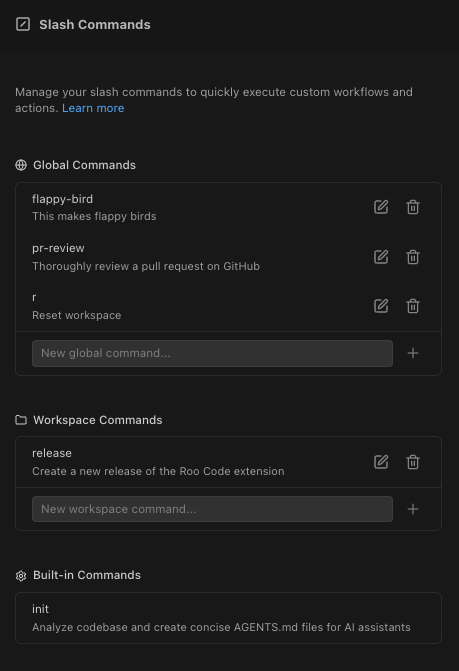 Slash Commands
Manage your slash commands to quickly execute custom workflows and
actions. Learn more
Global Commands
flappy-bird
This makes flappy birds
pr-review
Thoroughly review a pull request on GitHub
r
Reset workspace
New global command...
Workspace Commands
release
Create a new release of the Roo Code extension
New workspace command...
Built-in Commands
init
Analyze codebase and create concise AGENTS.md files for AI assistants